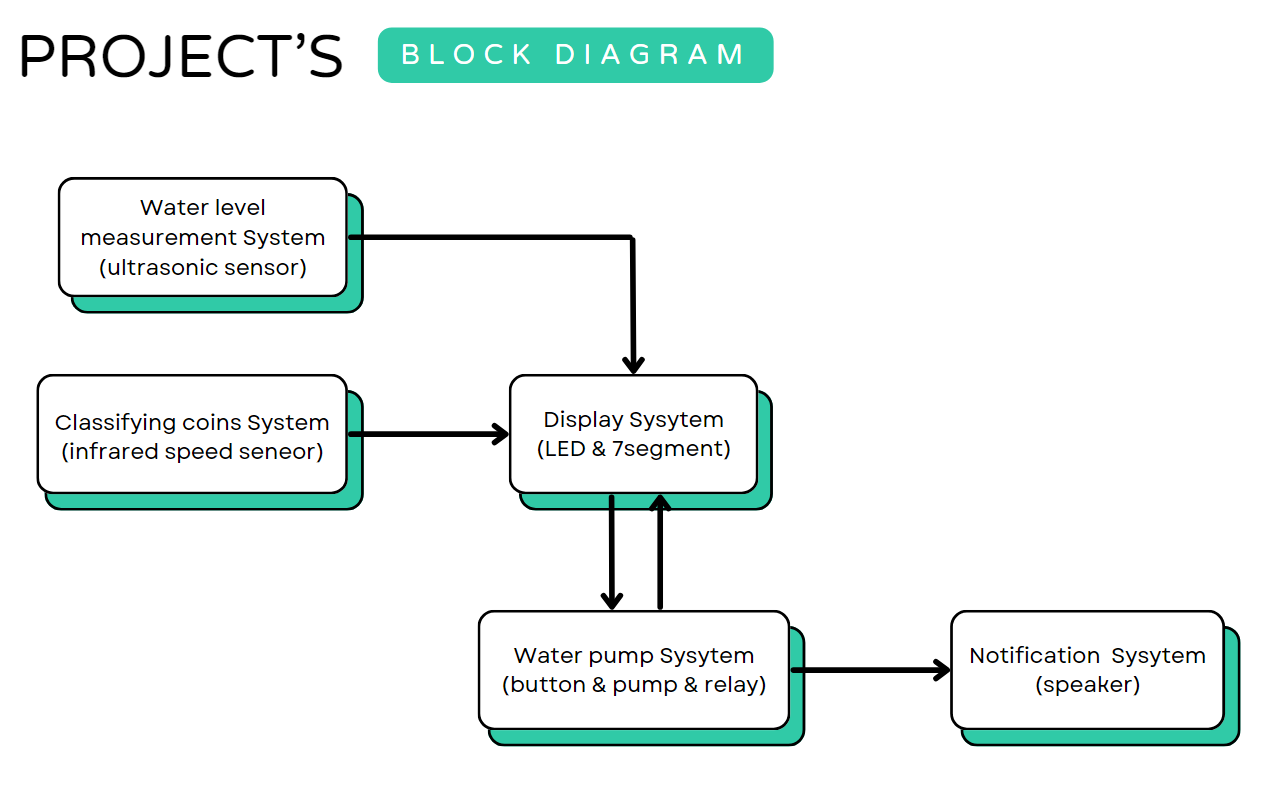 PROJECT’S
BLOCK DIAGRAM
Water level
measurement System
(ultrasonic sensor)
Classifying coins System
(infrared speed seneor)
Display Sysytem
(LED & 7segment)
Water pump Sysytem
(button & pump & relay)
Notification  Sysytem
(speaker)